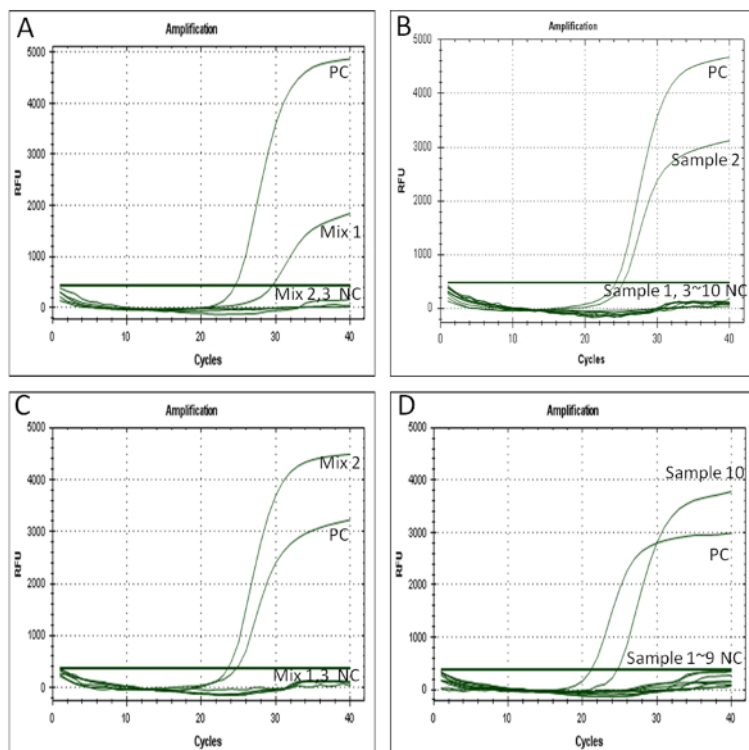 A
Amplification
5000
4000
3000
2000
1000
0
RFU
PC
Mix 1
Mix 2,3 NC
0
10
20
30
40
Cycles
B
Amplification
5000
4000
3000
2000
1000
0
RFU
PC
Sample 2
Sample 1, 3~10 NC
0
10
20
30
40
Cycles
C
Amplification
5000
4000
3000
2000
1000
0
RFU
Mix 2
PC
Mix 1,3 NC
0
10
20
30
40
Cycles
D
Amplification
5000
4000
3000
2000
1000
0
RFU
Sample 10
PC
Sample 1~9 NC
0
10
20
30
40
Cycles